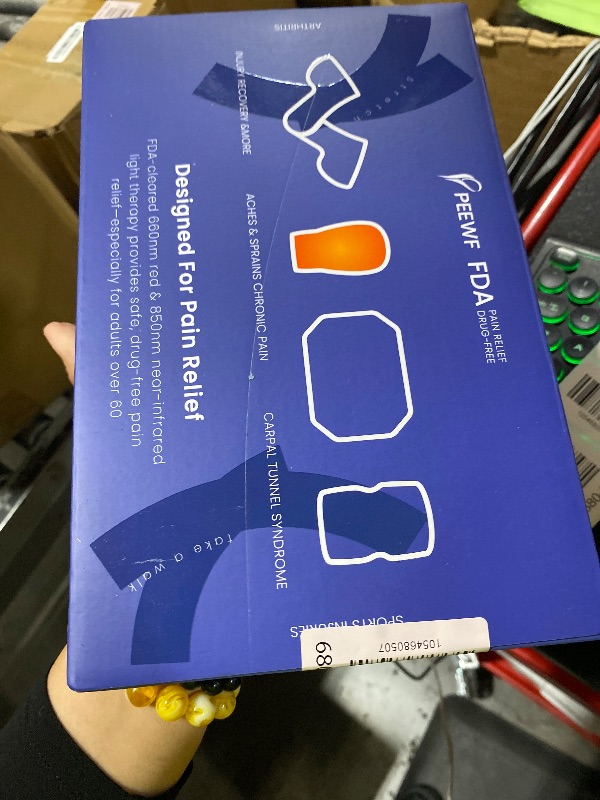 PEEWF FDA
PAIN RELIEF
DRUG-FREE
ARTHRITIS
Stretch
INJURY RECOVERY &MORE
ACHES & SPRAINS CHRONIC PAIN
CARPAL TUNNEL SYNDROME
SPORTS INJURIES
Designed For Pain Relief
FDA-cleared 660nm red & 850nm near-infrared
light therapy provides safe, drug-free pain
relief—especially for adults over 60
take a walk
1054680507